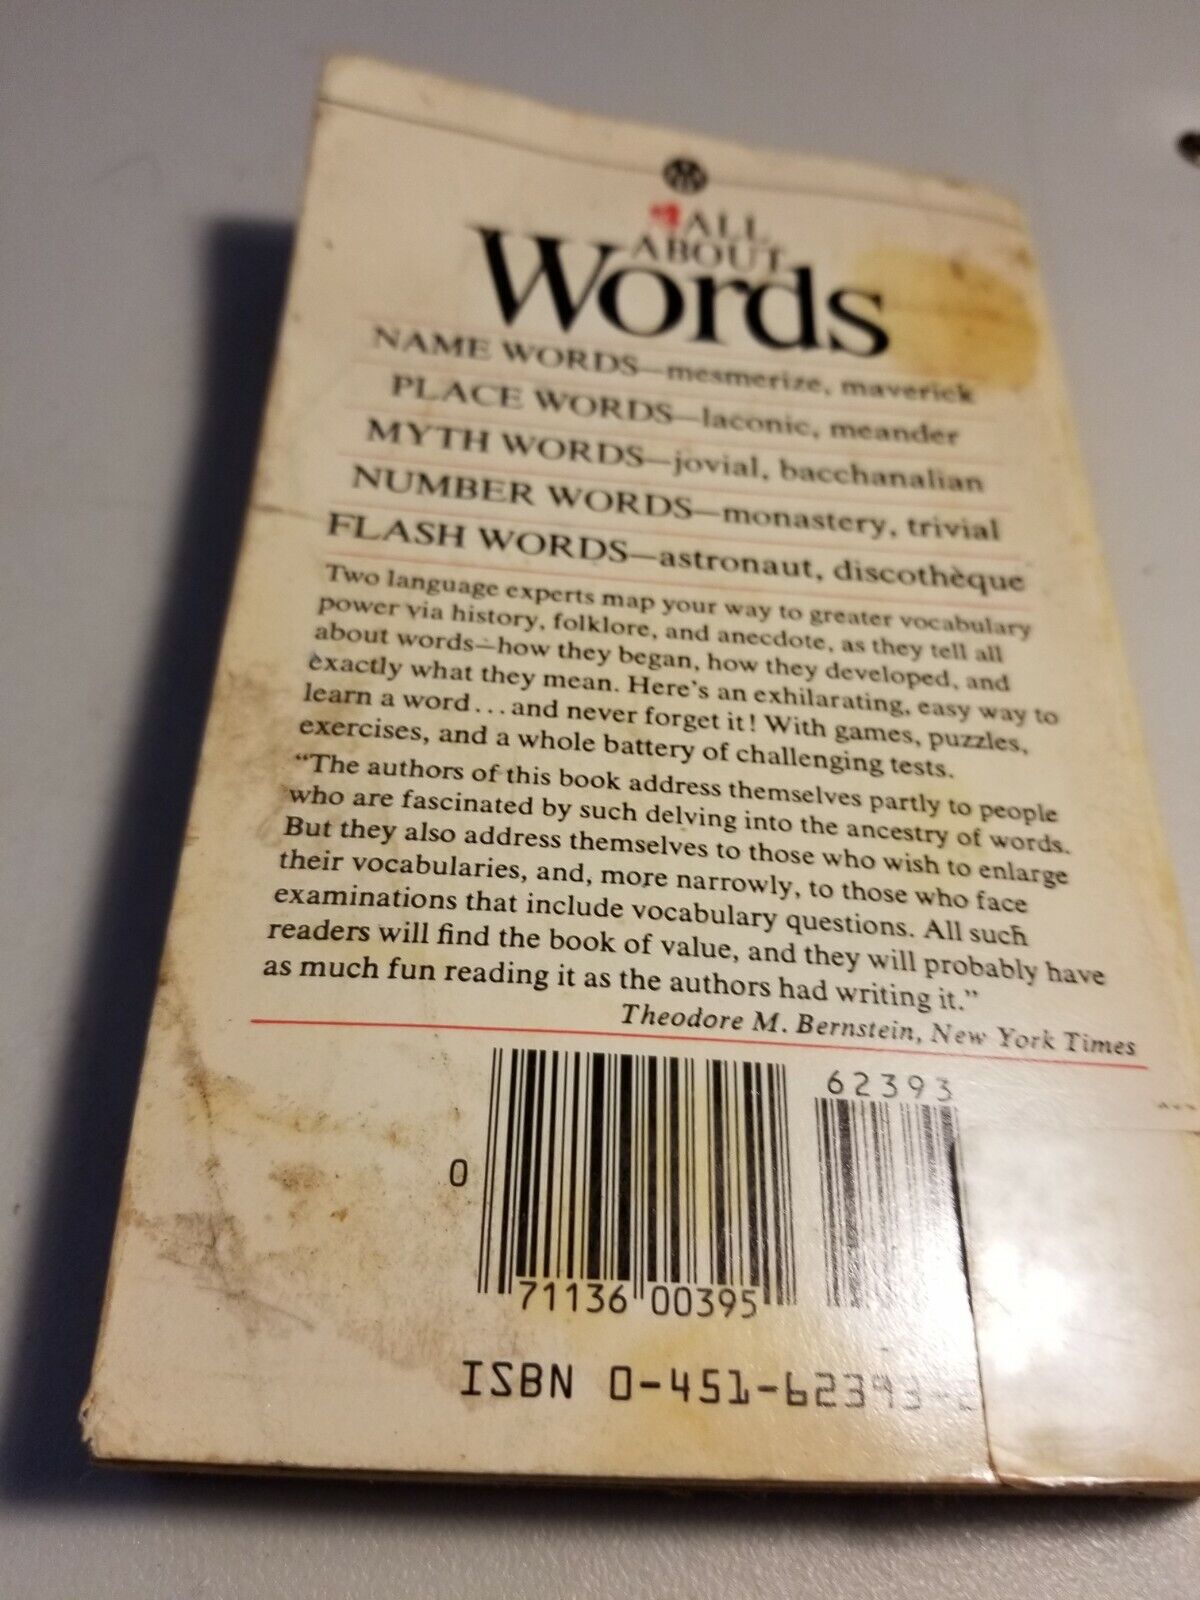 ALL
ABOUT
Words
NAME WORDS—mesmerize, maverick
PLACE WORDS—laconic, meander
MYTH WORDS—jovial, bacchanalian
NUMBER WORDS—monastery, trivial
FLASH WORDS—astronaut, discothèque
Two language experts map your way to greater vocabulary
power via history, folklore, and anecdote, as they tell all
about words—how they began, how they developed, and
exactly what they mean. Here's an exhilarating, easy way to
learn a word...and never forget it! With games, puzzles,
exercises, and a whole battery of challenging tests.
“The authors of this book address themselves partly to people
who are fascinated by such delving into the ancestry of words.
But they also address themselves to those who wish to enlarge
their vocabularies, and, more narrowly, to those who face
examinations that include vocabulary questions. All such
readers will find the book of value, and they will probably have
as much fun reading it as the authors had writing it.”
Theodore M. Bernstein, New York Times
62393
0 71136 00395
ISBN 0-451-62393-